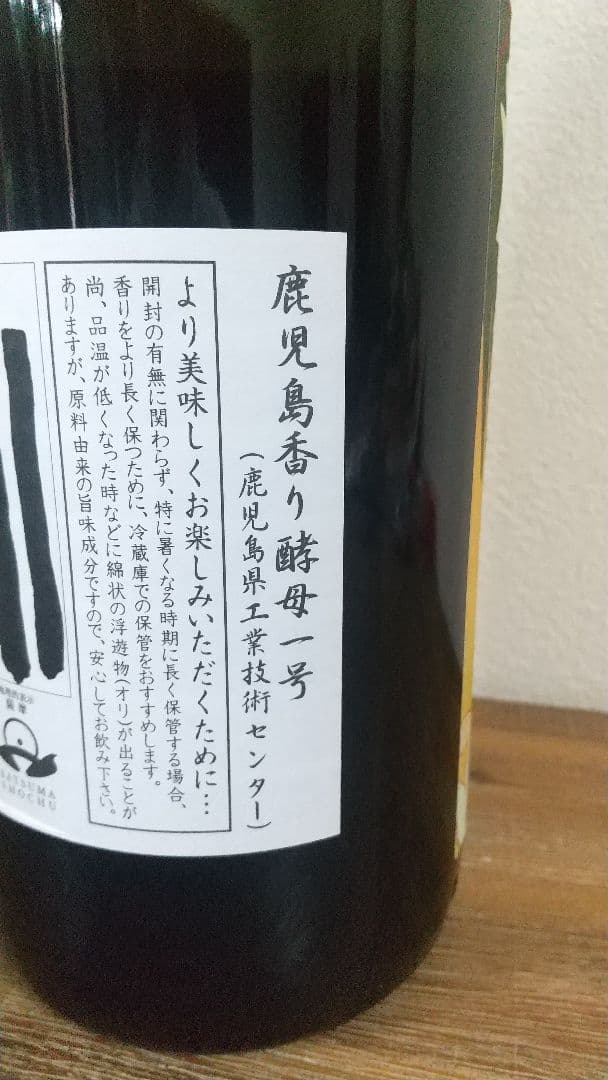 鹿児島香り酵母一号
(鹿児島県工業技術センター)
より美味しくお楽しみいただくために…
開封の有無に関わらず、特に暑くなる時期に長く保管する場合、
香りをより長く保つために、冷蔵庫での保管をおすすめします。
尚、品温が低くなった時などに綿状の浮遊物(オリ)が出ることが
ありますが、原料由来の旨味成分ですので、安心してお飲み下さい。
地理的表示
薩摩
SATSUMA
SHOCHU